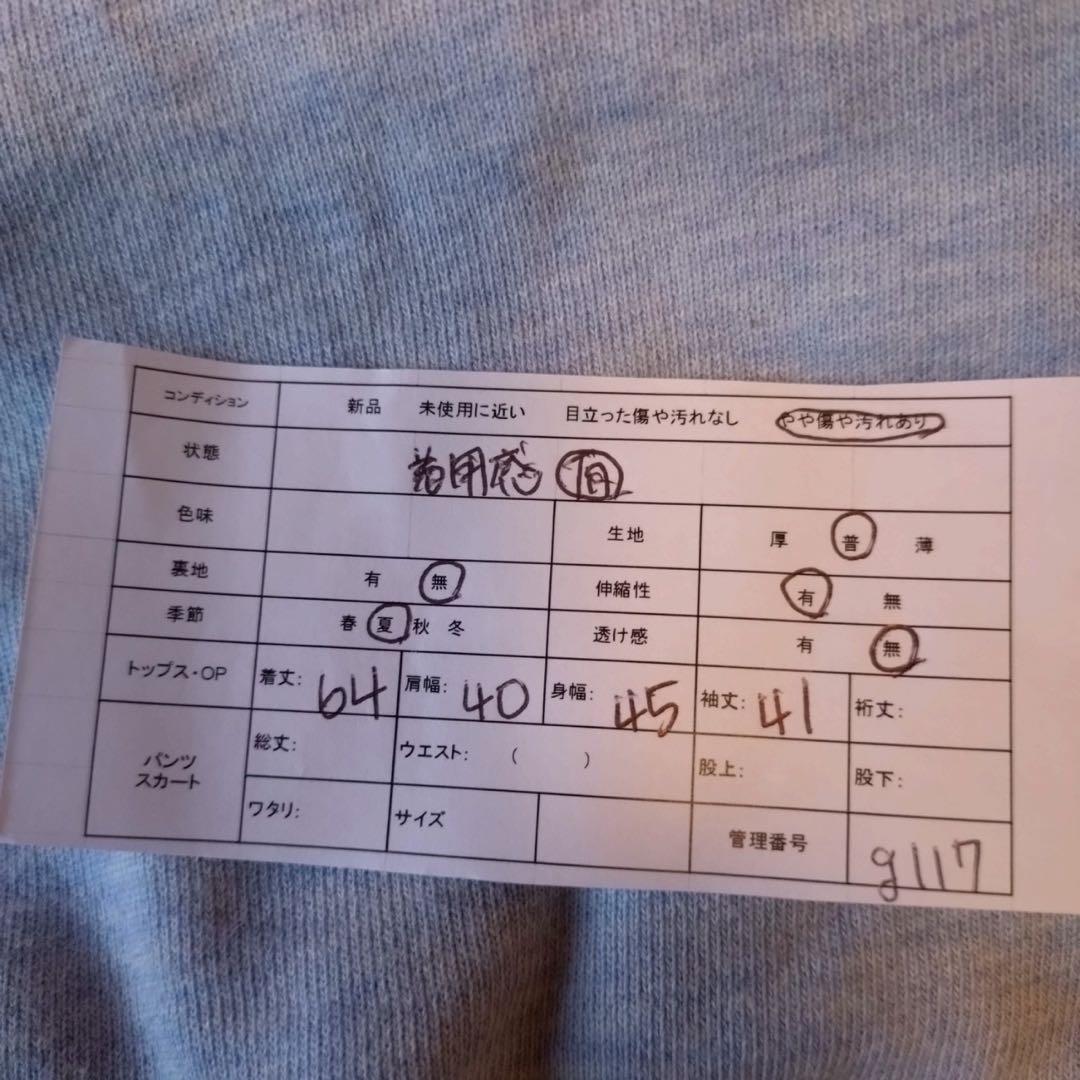 コンディション 新品 未使用に近い 目立った傷や汚れなし やや傷や汚れあり
状態 着用感 有
色味 生地 厚 普 薄
裏地 有 無 伸縮性 有 無
季節 春 夏 秋 冬 透け感 有 無
トップス・OP 着丈: 64 肩幅: 40 身幅: 45 袖丈: 41 裄丈:
パンツ スカート 総丈: ウエスト: ( ) 股上: 股下:
ワタリ: サイズ 管理番号 g117